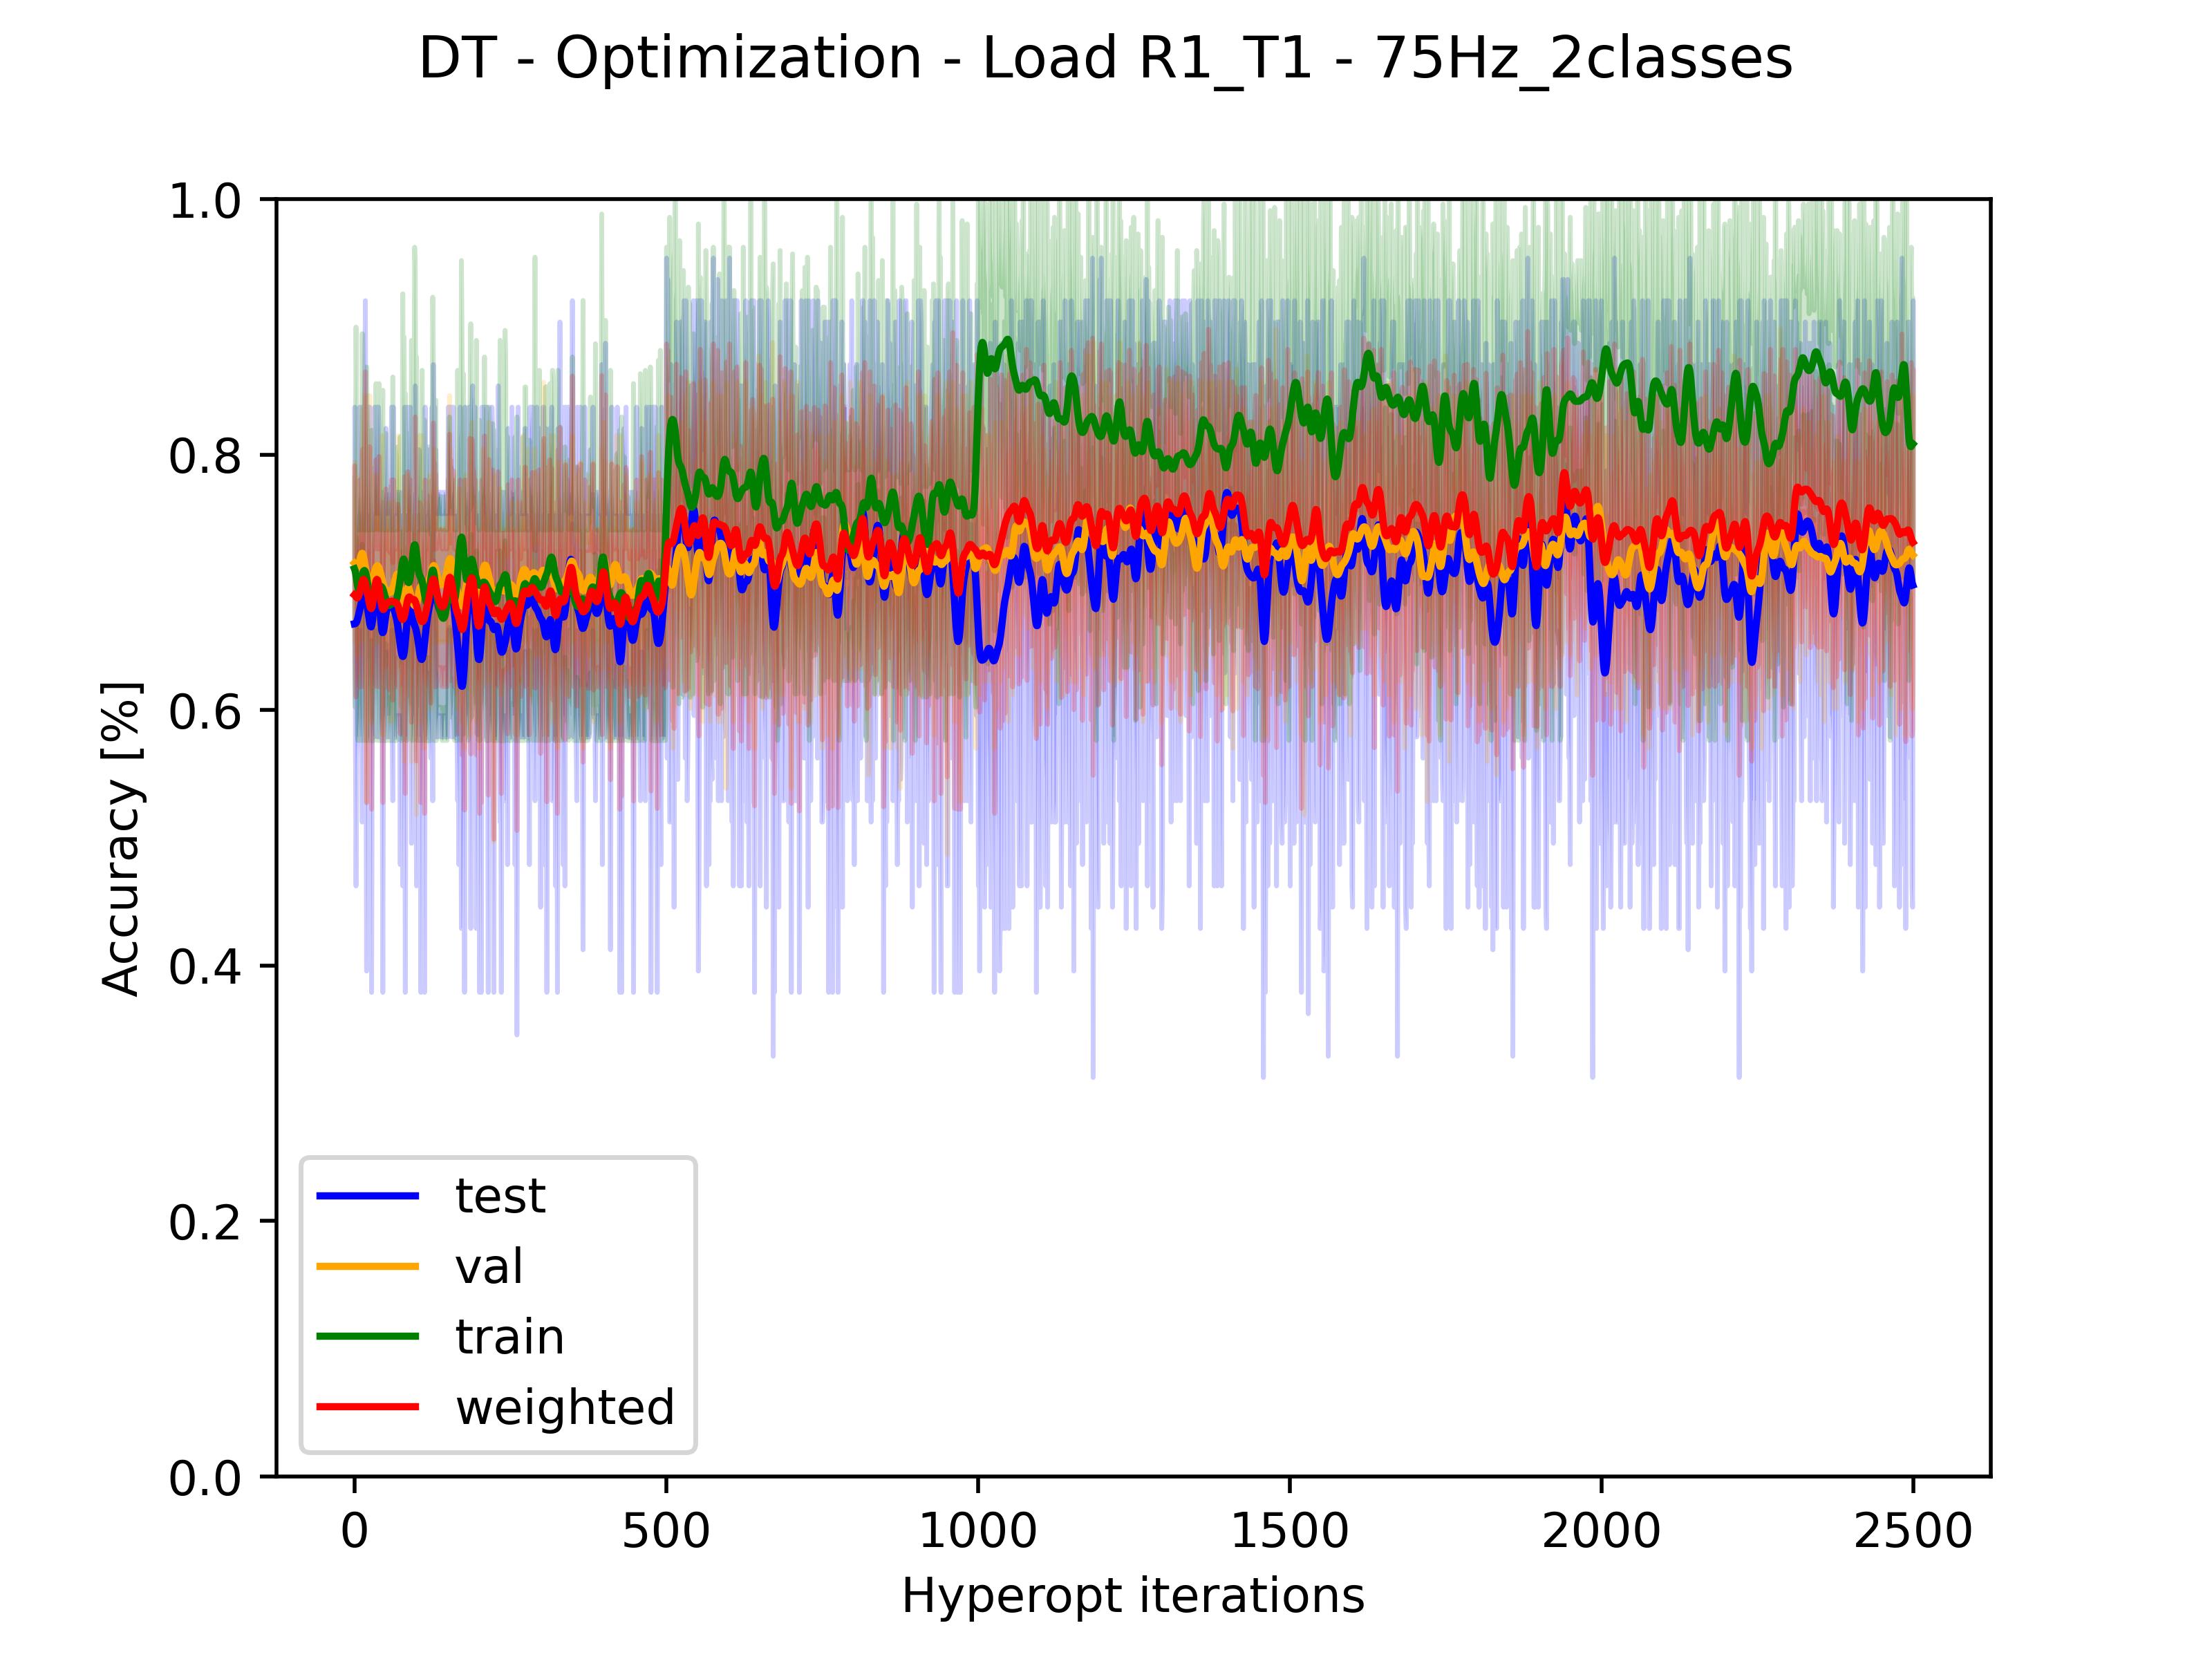 DT - Optimization - Load R1_T1 - 75Hz_2classes
1.0
0.8
0.6
0.4
0.2
0.0
Accuracy [%]
test
val
train
weighted
0 500 1000 1500 2000 2500
Hyperopt iterations